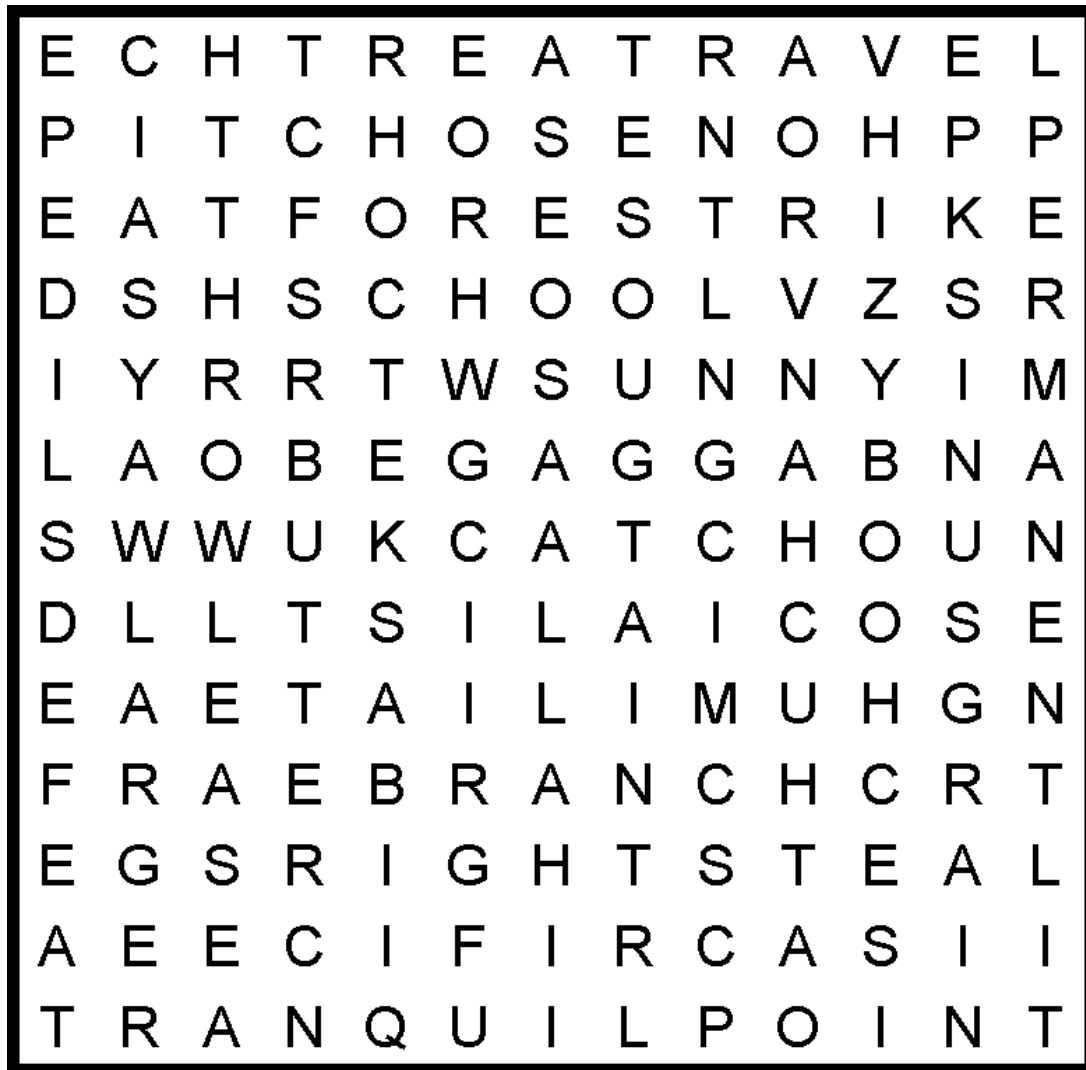 E C H T R E A T R A V E L
P I T C H O S E N O H P P
E A T F O R E S T R I K E
D S H S C H O O L V Z S R
I Y R R T W S U N N Y I M
L A O B E G A G G A B N A
S W W U K C A T C H O U N
D L L T S I L A I C O S E
E A E T A I L I M U H G N
F R A E B R A N C H C R T
E G S R I G H T S T E A L
A E E C I F I R C A S I I
T R A N Q U I L P O I N T